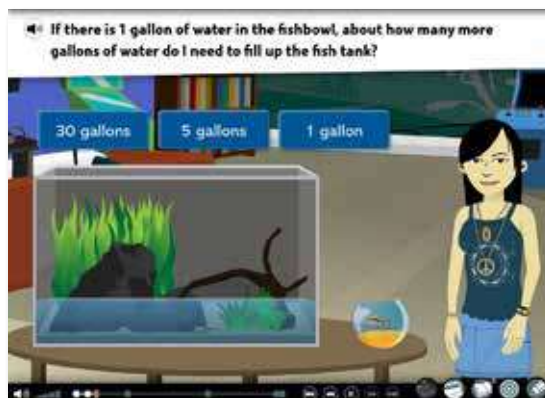 If there is 1 gallon of water in the fishbowl, about how many more
gallons of water do I need to fill up the fish tank?
30 gallons
5 gallons
1 gallon